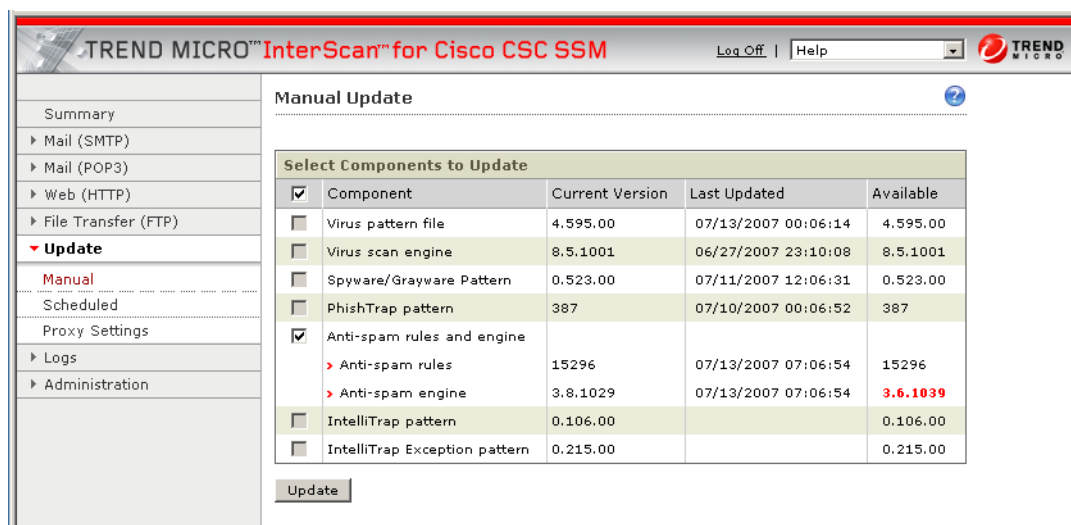 TREND MICRO™ InterScan™ for Cisco CSC SSM
Log Off | Help
TREND MICRO
Summary
Mail (SMTP)
Mail (POP3)
Web (HTTP)
File Transfer (FTP)
Update
Manual
Scheduled
Proxy Settings
Logs
Administration
Manual Update
?
Select Components to Update
Component Current Version Last Updated Available
Virus pattern file 4.595.00 07/13/2007 00:06:14 4.595.00
Virus scan engine 8.5.1001 06/27/2007 23:10:08 8.5.1001
Spyware/Grayware Pattern 0.523.00 07/11/2007 12:06:31 0.523.00
PhishTrap pattern 387 07/10/2007 00:06:52 387
Anti-spam rules and engine
Anti-spam rules 15296 07/13/2007 07:06:54 15296
Anti-spam engine 3.8.1029 07/13/2007 07:06:54 3.6.1039
IntelliTrap pattern 0.106.00 0.106.00
IntelliTrap Exception pattern 0.215.00 0.215.00
Update